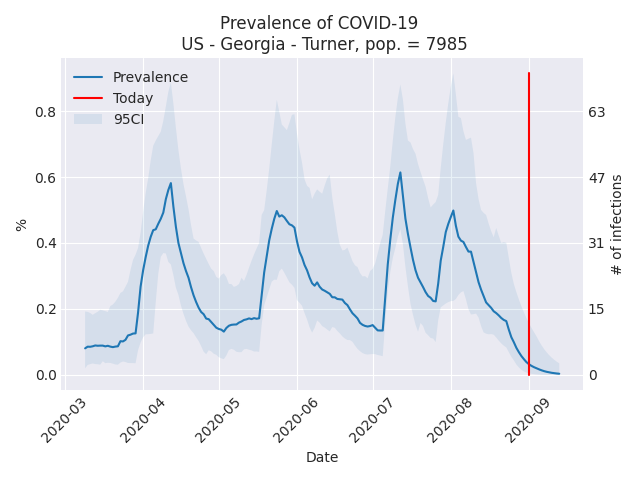 Prevalence of COVID-19
US - Georgia - Turner, pop. = 7985
Prevalence
Today
95CI
%
0.8
0.6
0.4
0.2
0.0
63
47
31
15
0
# of infections
2020-03
2020-04
2020-05
2020-06
2020-07
2020-08
2020-09
Date